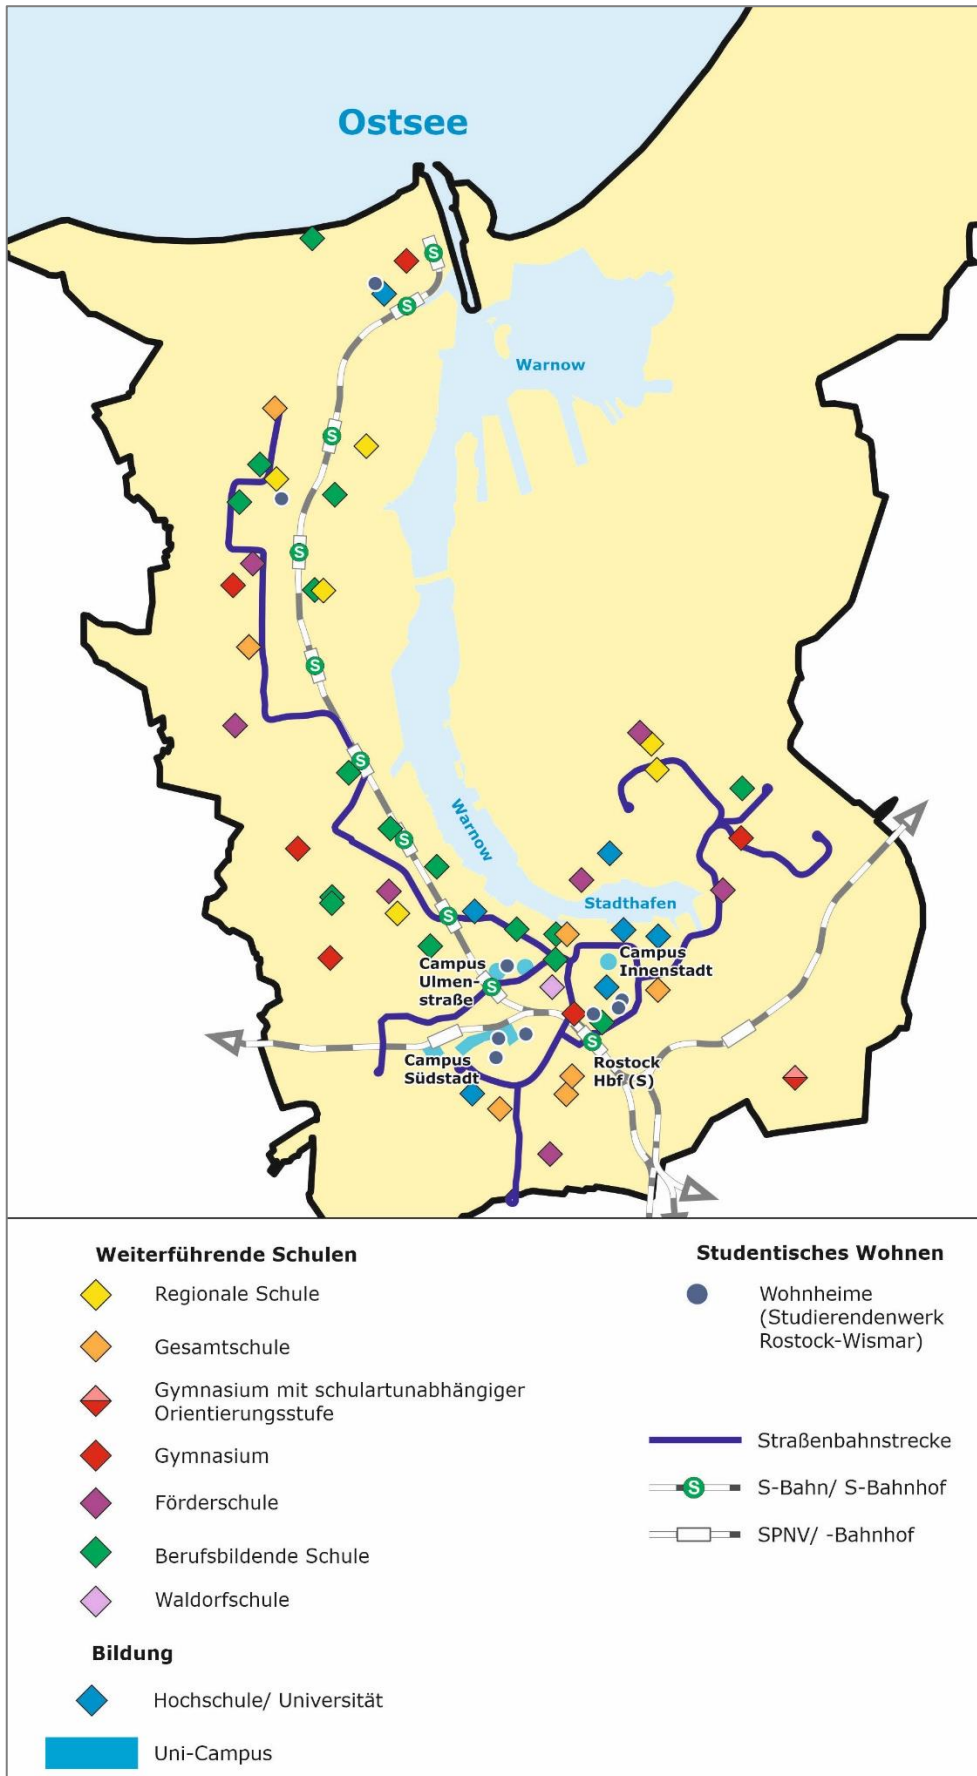 Ostsee
S
S
Warnow
S
S
S
S
S
Warnow
Stadthafen
S
Campus
Innenstadt
Campus
Ulmen-
straße
S
S
Rostock
Hbf (S)
Campus
Südstadt
Weiterführende Schulen
Regionale Schule
Gesamtschule
Gymnasium mit schulartunabhängiger
Orientierungsstufe
Gymnasium
Förderschule
Berufsbildende Schule
Waldorfschule
Bildung
Hochschule/ Universität
Uni-Campus
Studentisches Wohnen
Wohnheime
(Studierendenwerk
Rostock-Wismar)
Straßenbahnstrecke
S
S-Bahn/ S-Bahnhof
SPNV/ -Bahnhof